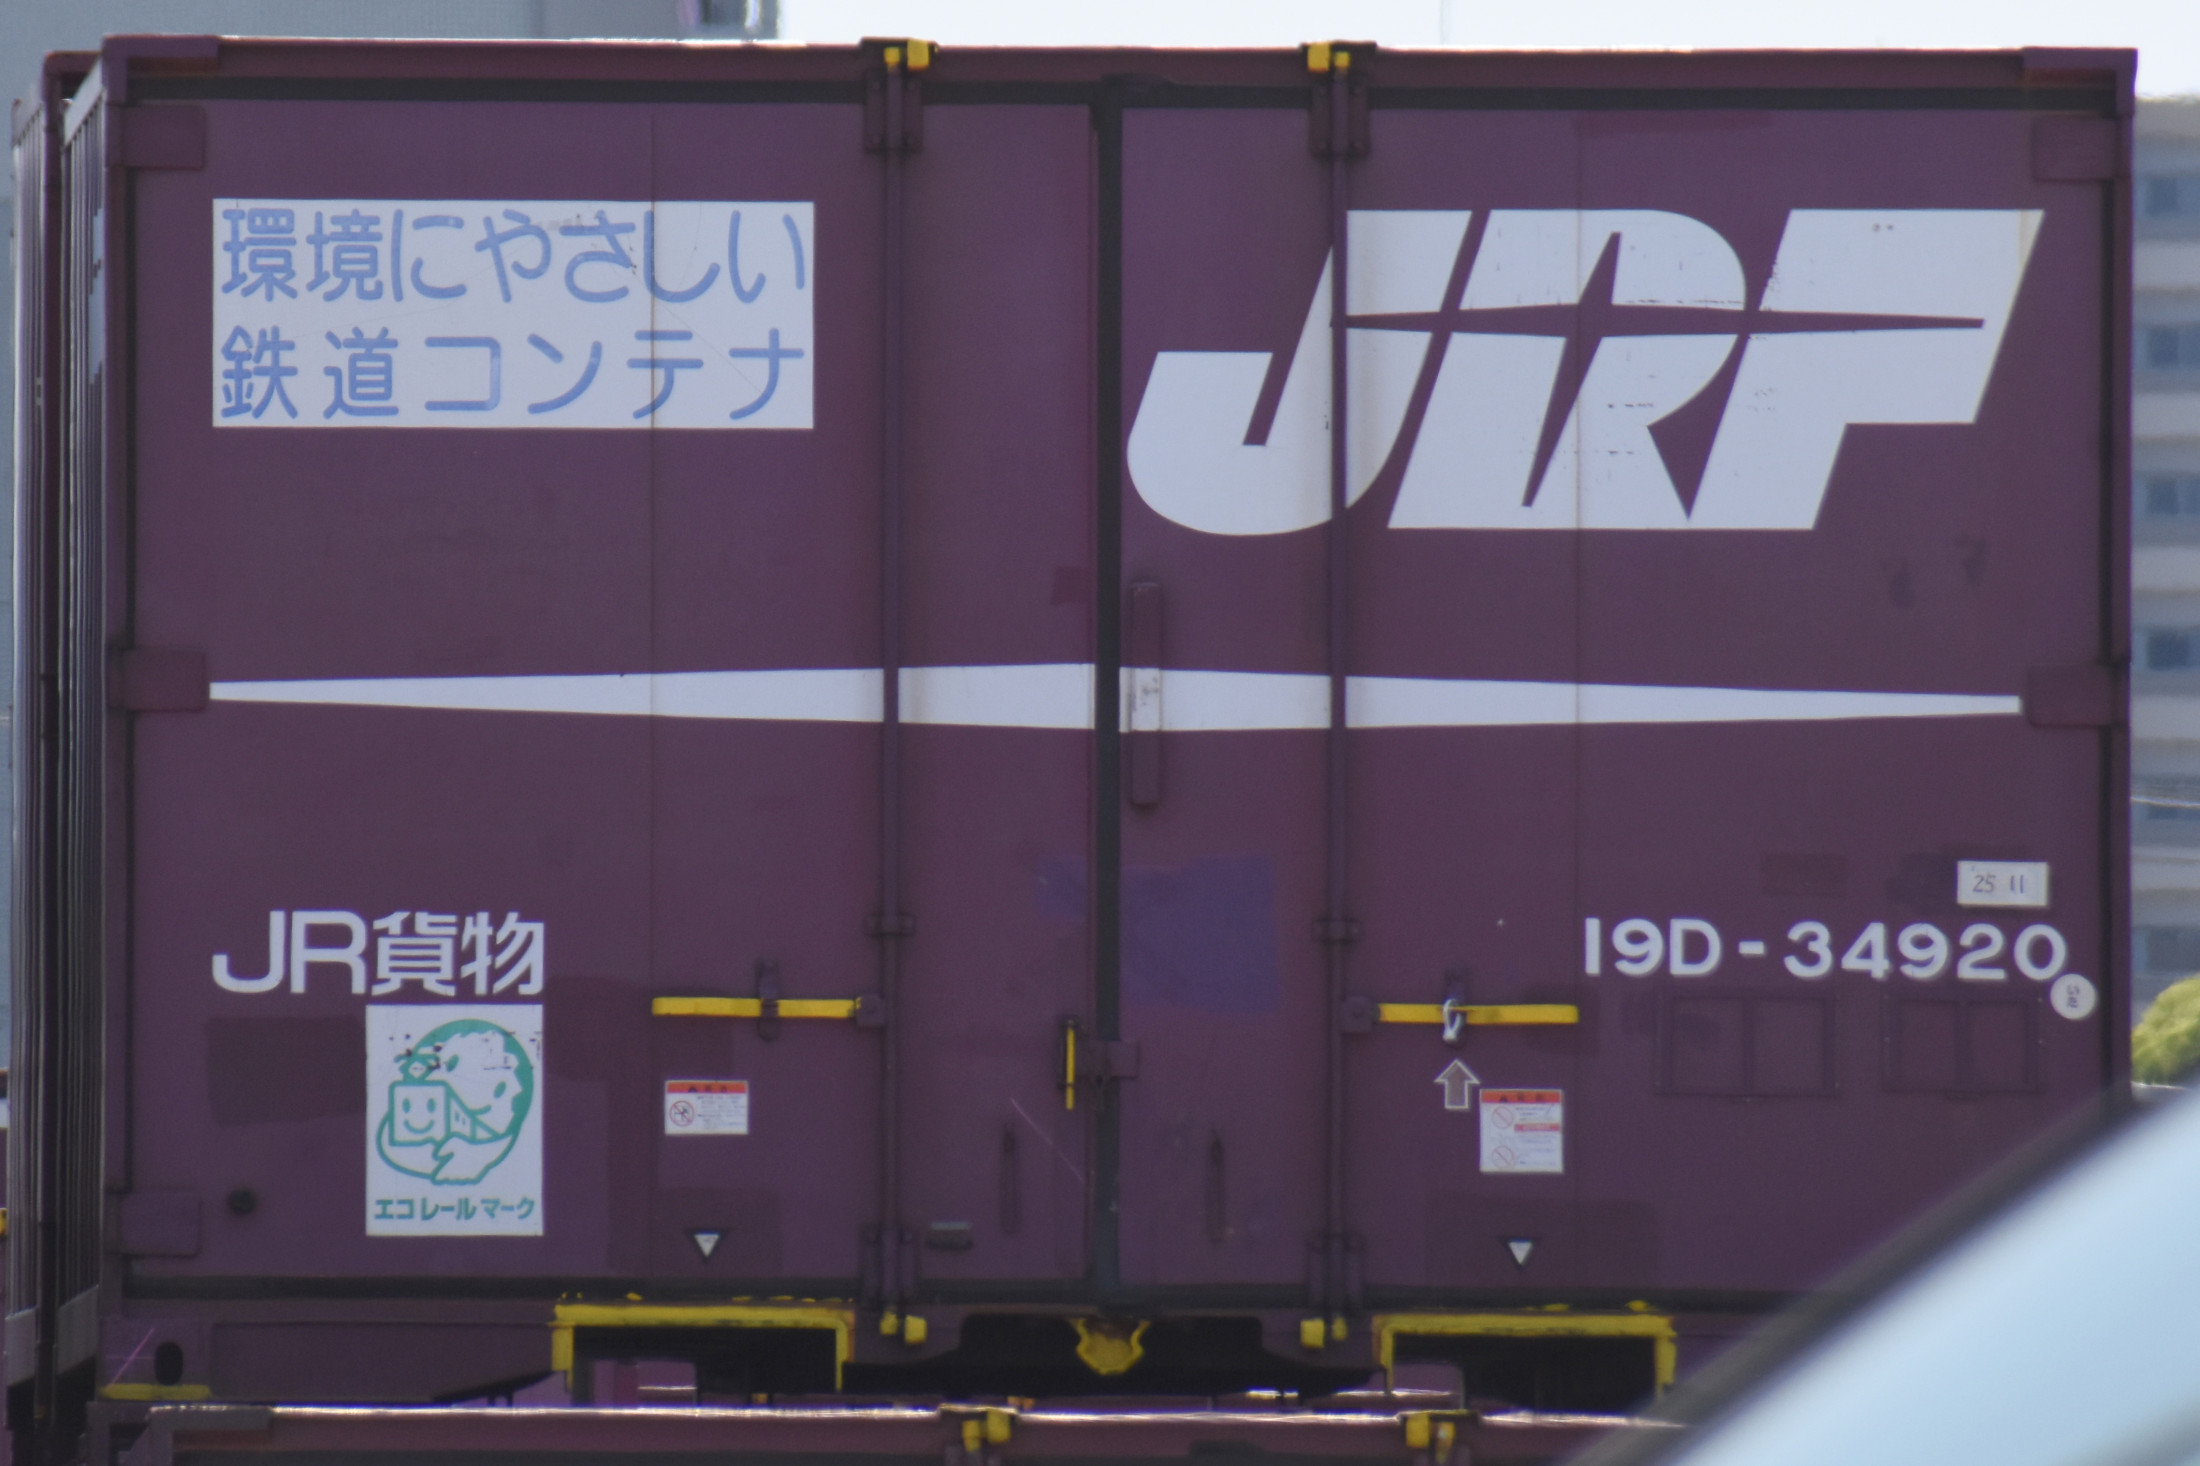 環境にやさしい
鉄道コンテナ
JRF
JR貨物
エコレールマーク
25 11
19D-34920